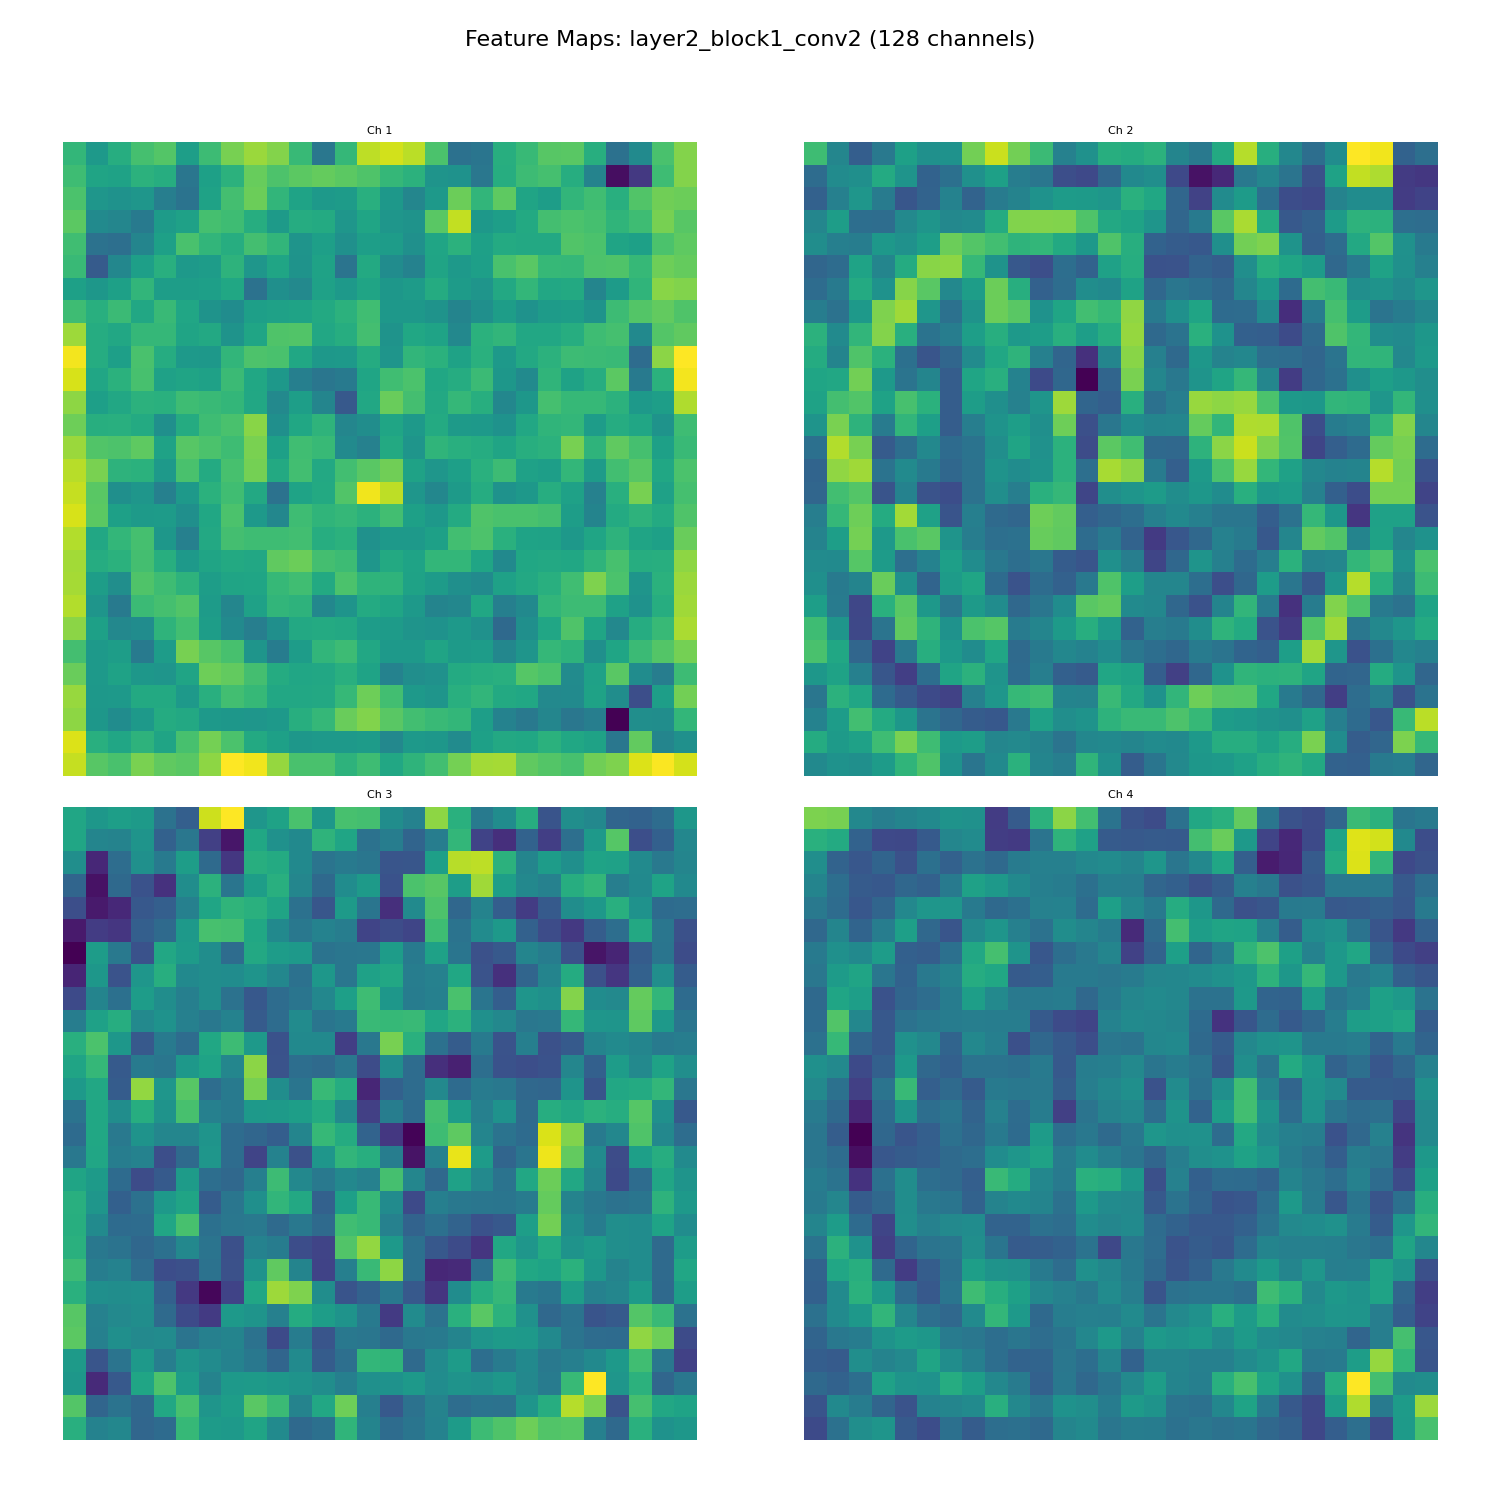 Feature Maps: layer2_block1_conv2 (128 channels)
Ch 1
Ch 2
Ch 3
Ch 4